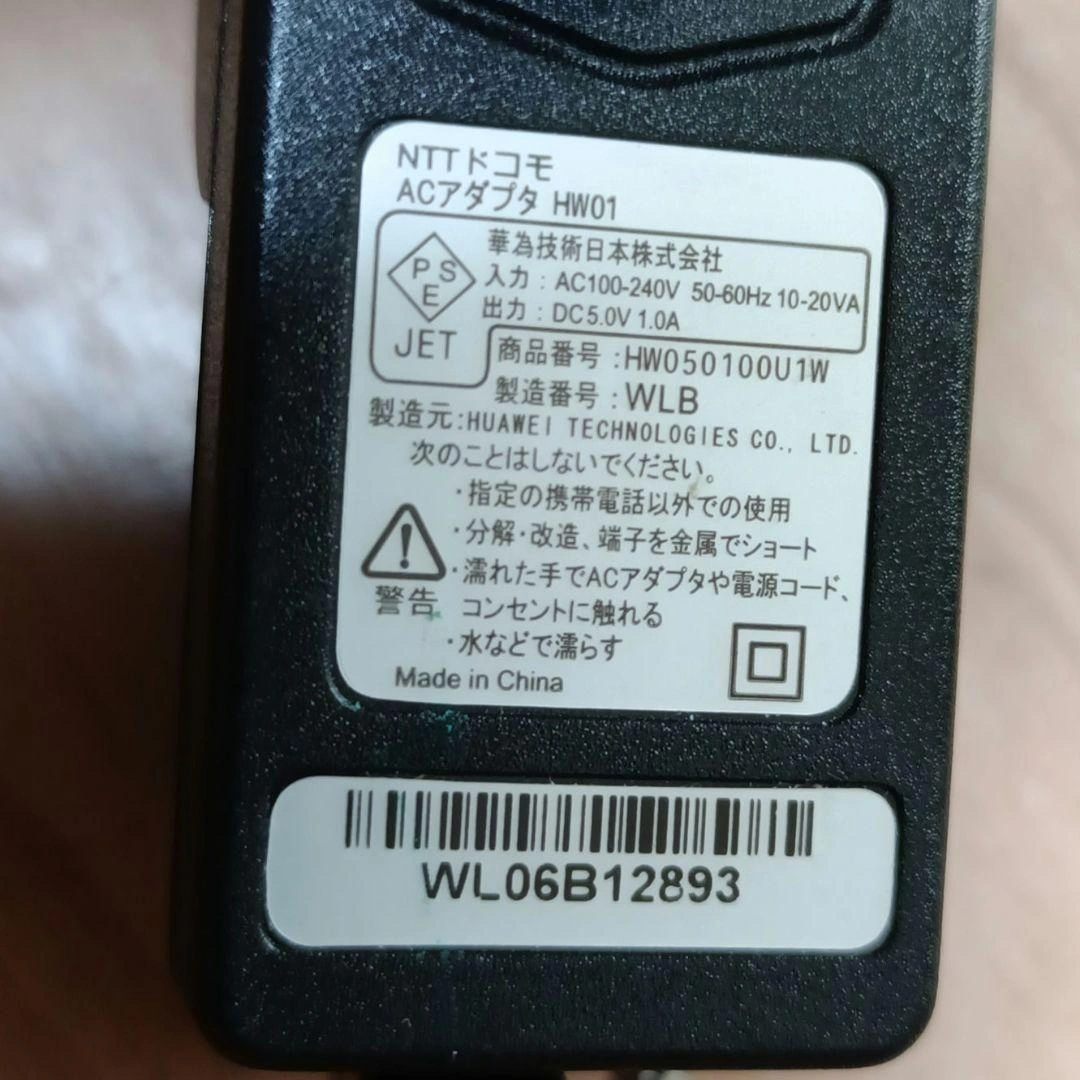 NTTドコモ
ACアダプタ HW01
PSE
JET
華為技術日本株式会社
入力：AC100-240V 50-60Hz 10-20VA
出力：DC5.0V 1.0A
商品番号：HW050100U1W
製造番号：WLB
製造元:HUAWEI TECHNOLOGIES CO., LTD.
次のことはしないでください。
・指定の携帯電話以外での使用
・分解・改造、端子を金属でショート
・濡れた手でACアダプタや電源コード、
コンセントに触れる
・水などで濡らす
警告
Made in China
WL06B12893